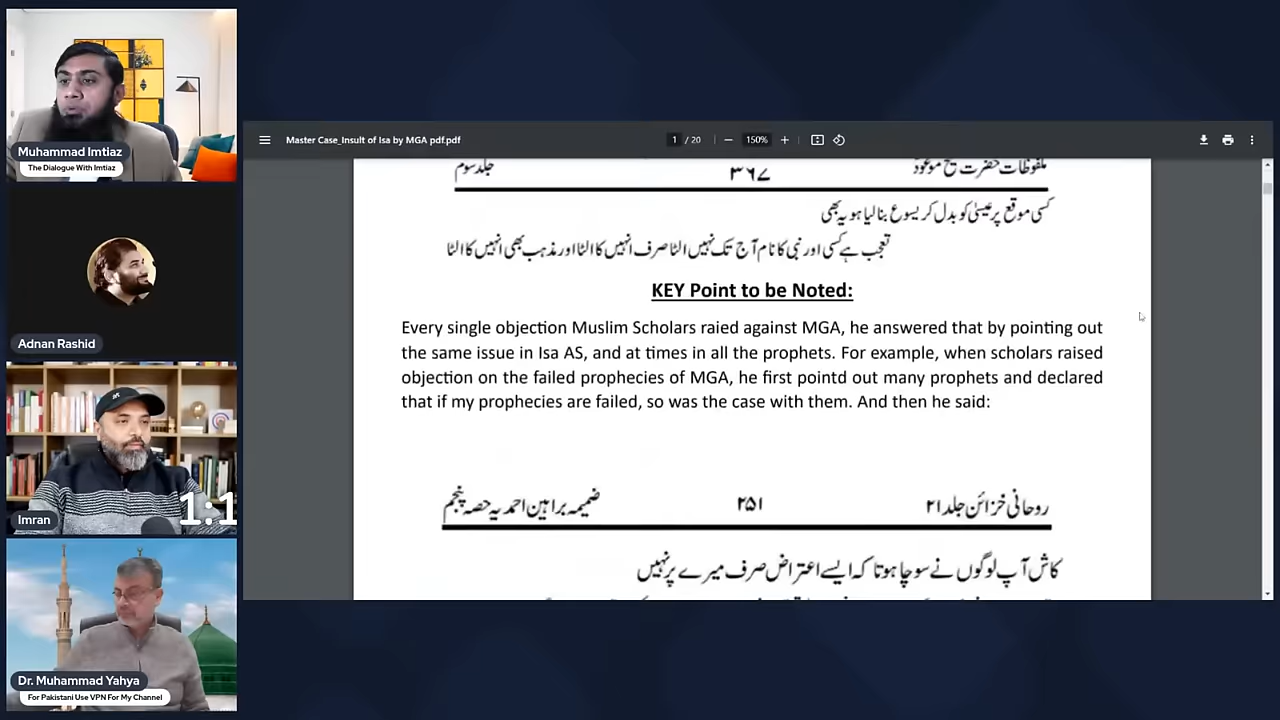 Muhammad Imtiaz
The Dialogue With Imtiaz
Adnan Rashid
Imran
1:1
Dr. Muhammad Yahya
For Pakistani Use VPN For My Channel
Master Case_Insult of Isa by MGA pdf.pdf
1 / 20
150%
ملفوظات حضرت مسیح موعودؑ ۳۶۷ جلد سوم
کسی موقع پر عیسیٰ کو بدل کر یسوع بنا لیا ہو یہ بھی
تعجب ہے کسی اور نبی کا نام آج تک نہیں الٹا صرف انہیں کا الٹا اور مذہب بھی انہیں کا الٹا
KEY Point to be Noted:
Every single objection Muslim Scholars raied against MGA, he answered that by pointing out
the same issue in Isa AS, and at times in all the prophets. For example, when scholars raised
objection on the failed prophecies of MGA, he first pointd out many prophets and declared
that if my prophecies are failed, so was the case with them. And then he said:
روحانی خزائن جلد ۲۱ ۲۵۱ ضمیمہ براہین احمدیہ حصہ پنجم
کاش آپ لوگوں نے سوچا ہوتا کہ ایسے اعتراض صرف میرے پر نہیں